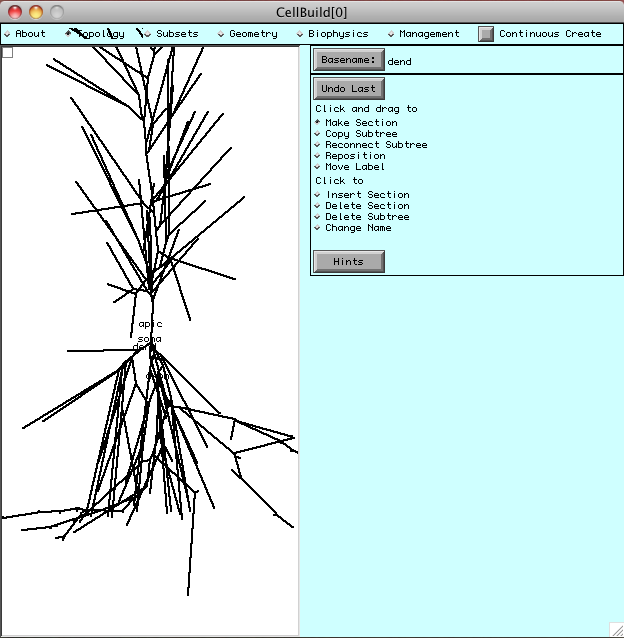 CellBuild[0]
About Topology Subsets Geometry Biophysics Management Continuous Create
Basename: dend
Undo Last
Click and drag to
Make Section
Copy Subtree
Reconnect Subtree
Reposition
Move Label
Click to
Insert Section
Delete Section
Delete Subtree
Change Name
Hints
apic
soma